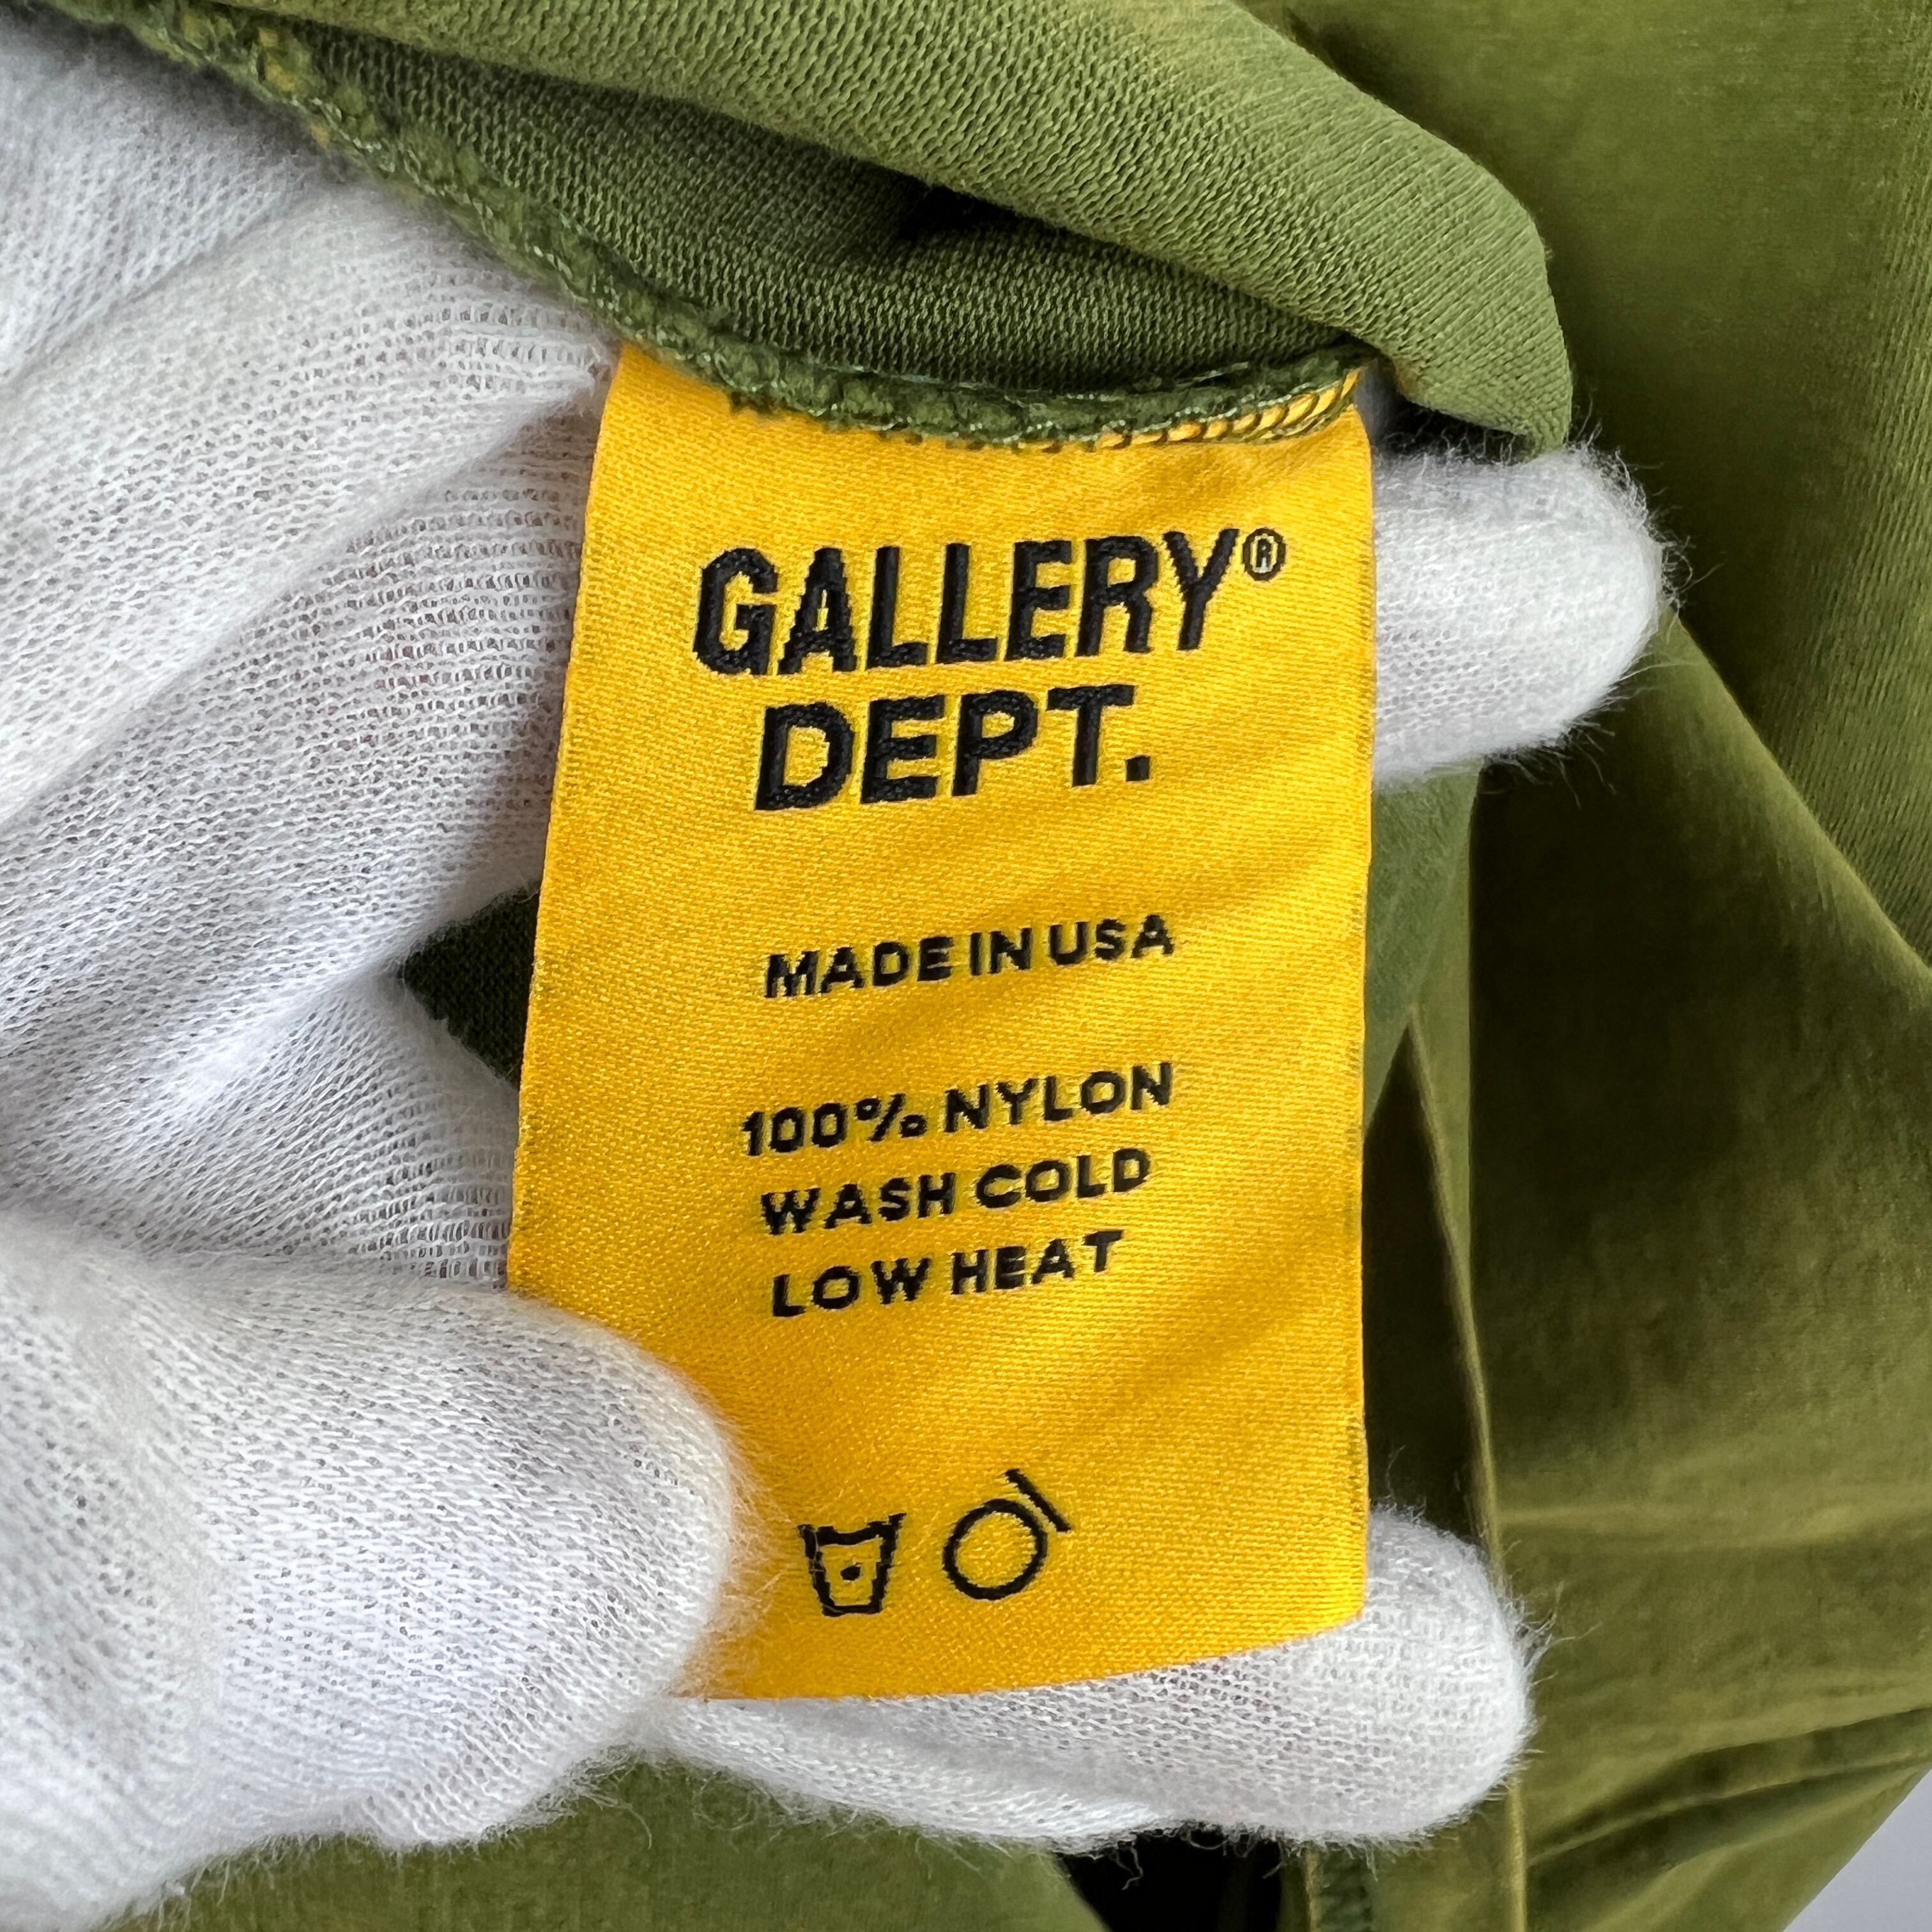 GALLERY®
DEPT.
MADE IN USA
100% NYLON
WASH COLD
LOW HEAT